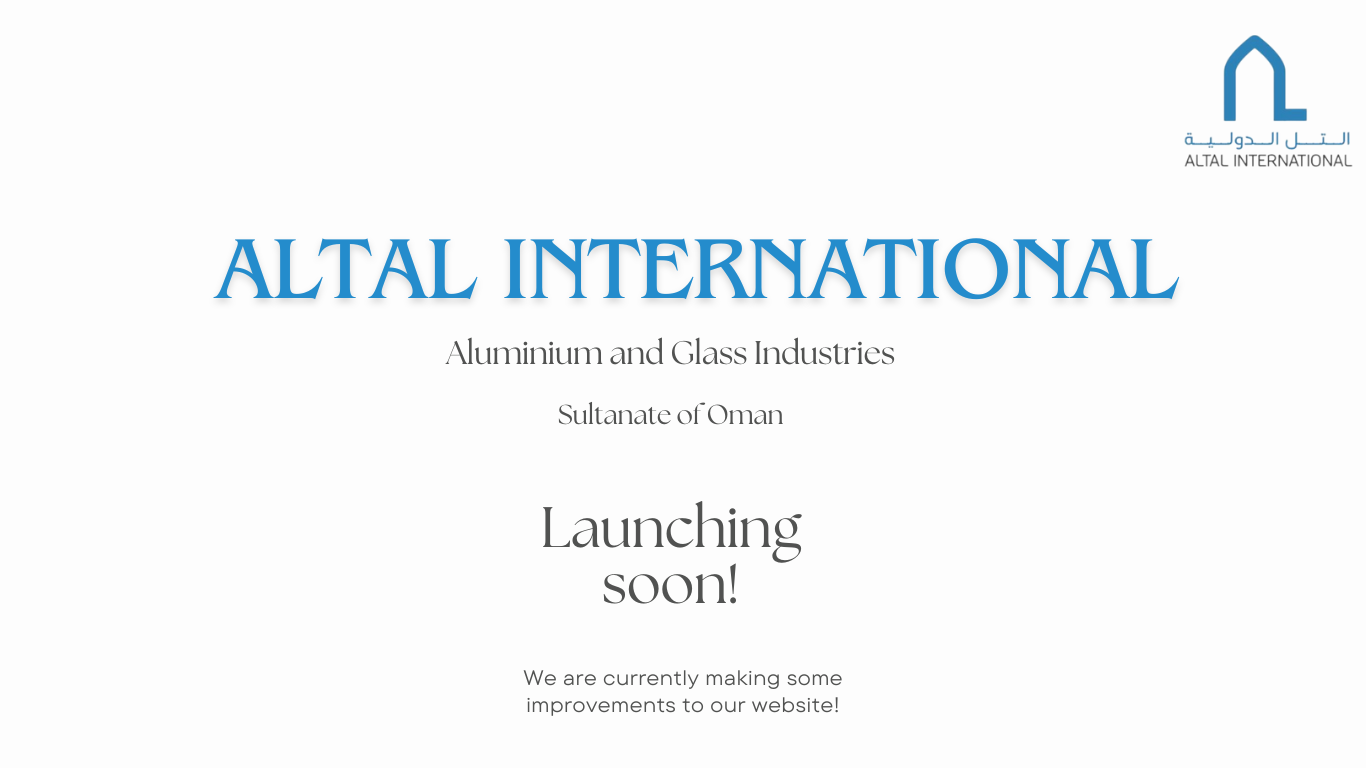 التل الدولية
ALTAL INTERNATIONAL
ALTAL INTERNATIONAL
Aluminium and Glass Industries
Sultanate of Oman
Launching
soon!
We are currently making some
improvements to our website!